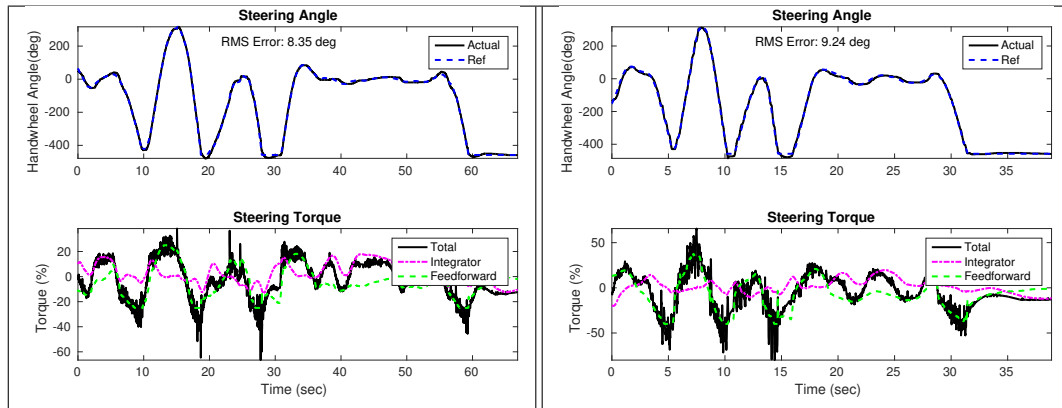 Steering Angle
RMS Error: 8.35 deg
Actual
Ref
Handwheel Angle(deg)
200
0
-200
-400
0 10 20 30 40 50 60
Steering Torque
Total
Integrator
Feedforward
Torque (%)
20
0
-20
-40
-60
0 10 20 30 40 50 60
Time (sec)
Steering Angle
RMS Error: 9.24 deg
Actual
Ref
Handwheel Angle(deg)
200
0
-200
-400
0 5 10 15 20 25 30 35
Steering Torque
Total
Integrator
Feedforward
Torque (%)
50
0
-50
0 5 10 15 20 25 30 35
Time (sec)